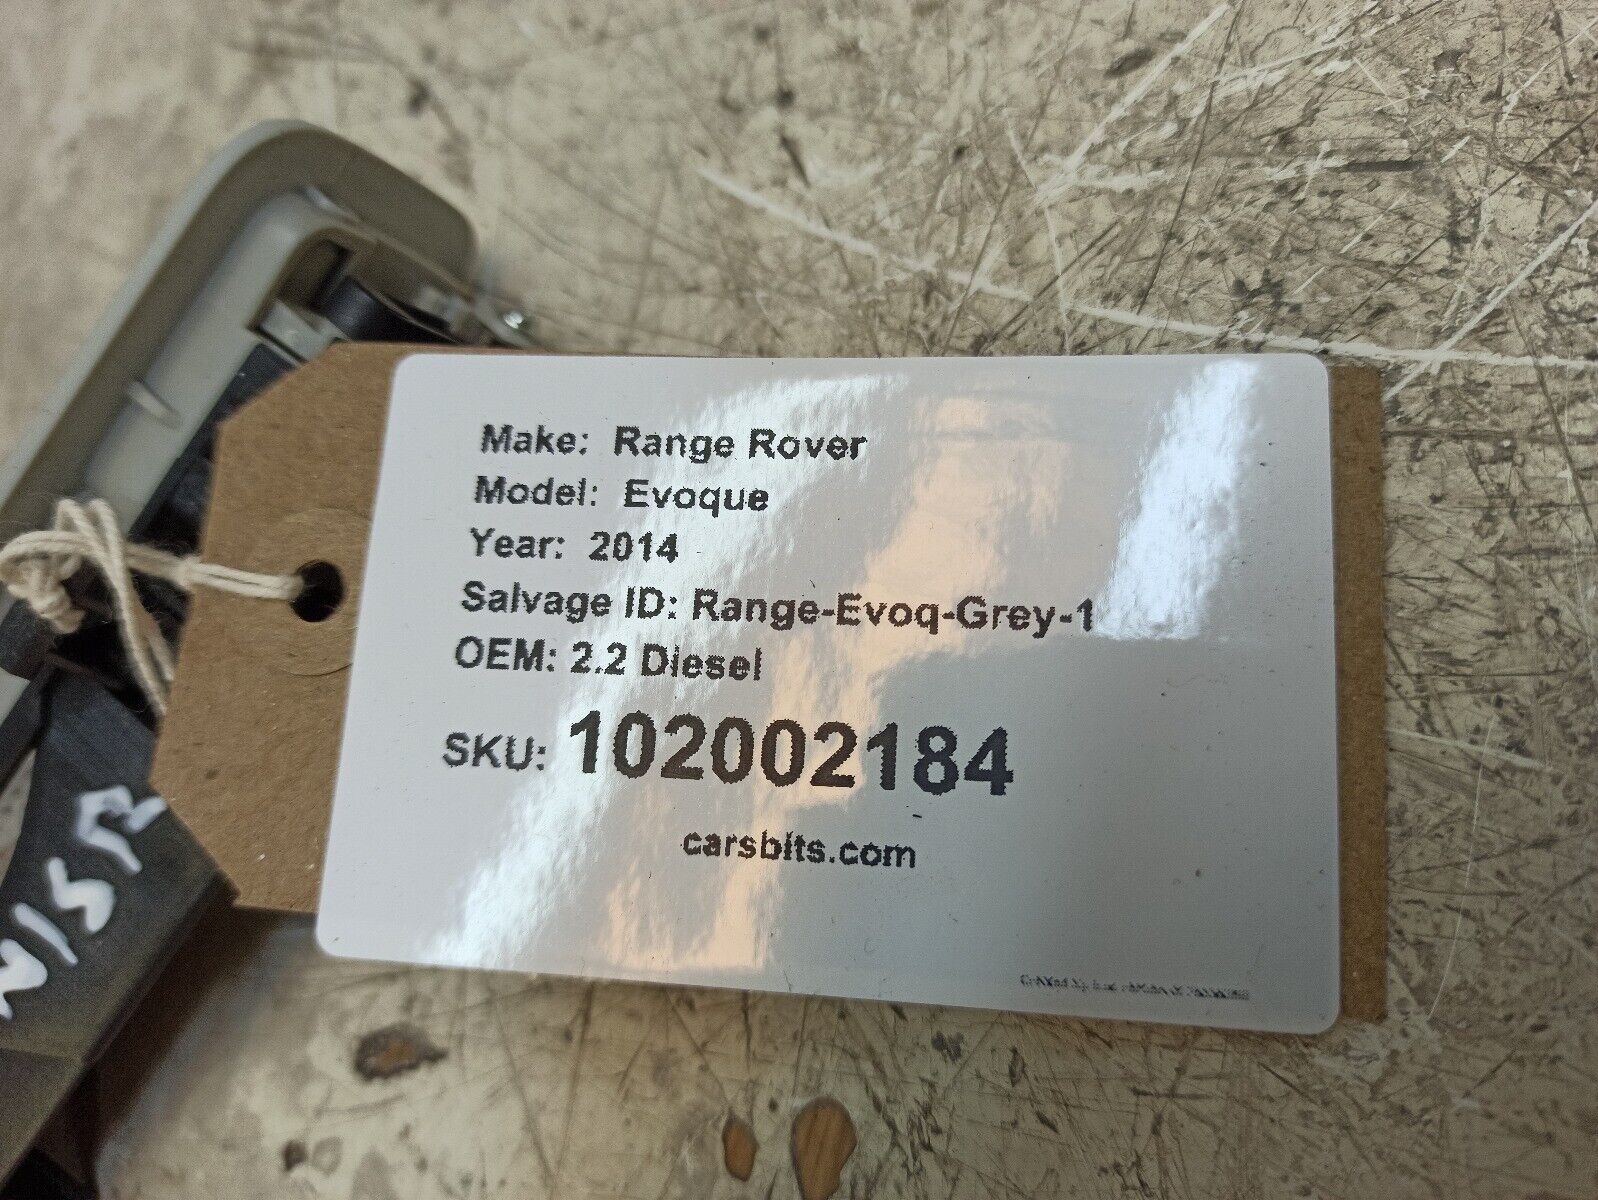 Make: Range Rover
Model: Evoque
Year: 2014
Salvage ID: Range-Evoq-Grey-1
OEM: 2.2 Diesel
SKU: 102002184
carsbits.com
N/S/R